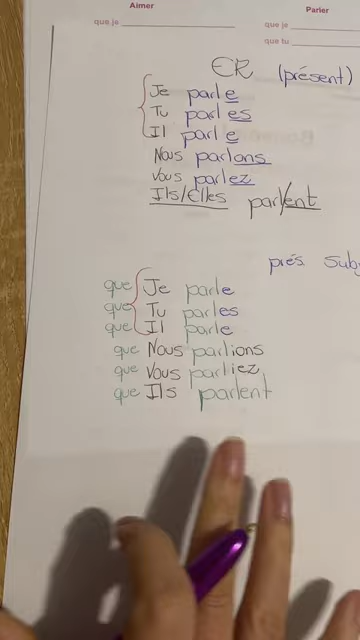 Aimer
Parler
que je
que je
que tu
ER (présent)
Je parle
Tu parles
Il parle
Nous parlons
Vous parlez
Ils/Elles parlent
prés. Subj
que Je parle
que Tu parles
que Il parle
que Nous parlions
que Vous parliez
que Ils parlent